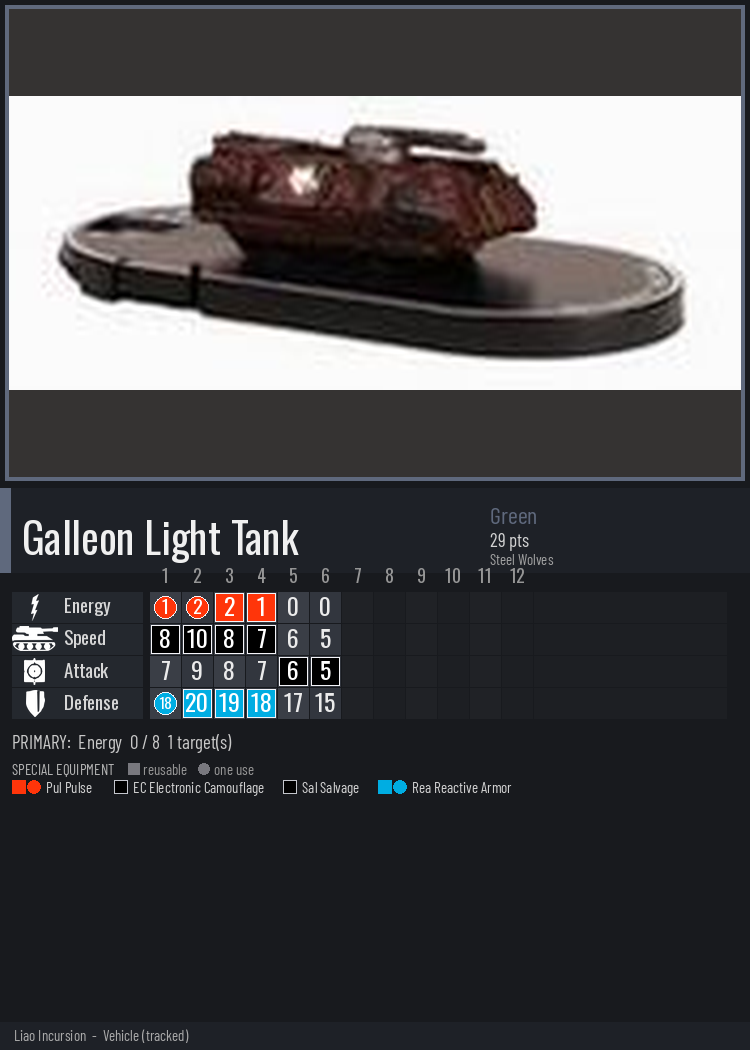 Galleon Light Tank
Green
29 pts
Steel Wolves
1 2 3 4 5 6 7 8 9 10 11 12
Energy 1 2 2 1 0 0
Speed 8 10 8 7 6 5
Attack 7 9 8 7 6 5
Defense 18 20 19 18 17 15
PRIMARY: Energy 0 / 8 1 target(s)
SPECIAL EQUIPMENT reusable one use
Pul Pulse EC Electronic Camouflage Sal Salvage Rea Reactive Armor
Liao Incursion - Vehicle (tracked)